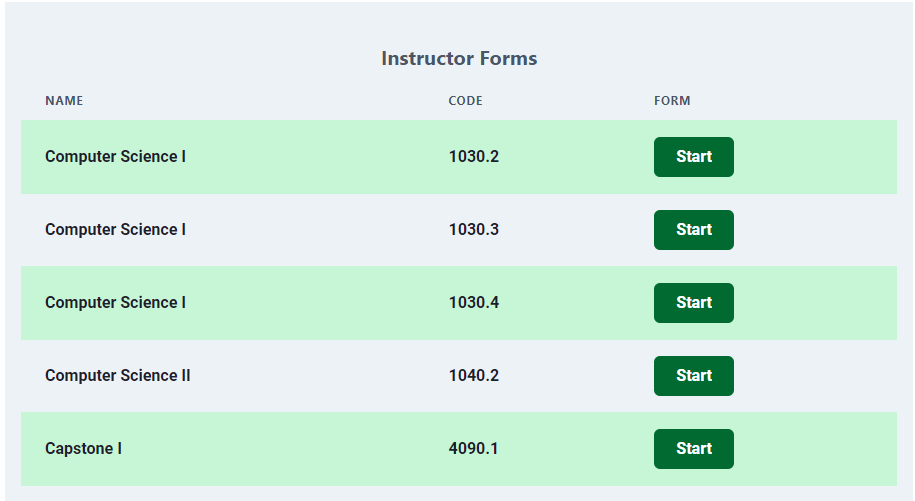 Instructor Forms
NAME CODE FORM
Computer Science I 1030.2 Start
Computer Science I 1030.3 Start
Computer Science I 1030.4 Start
Computer Science II 1040.2 Start
Capstone I 4090.1 Start